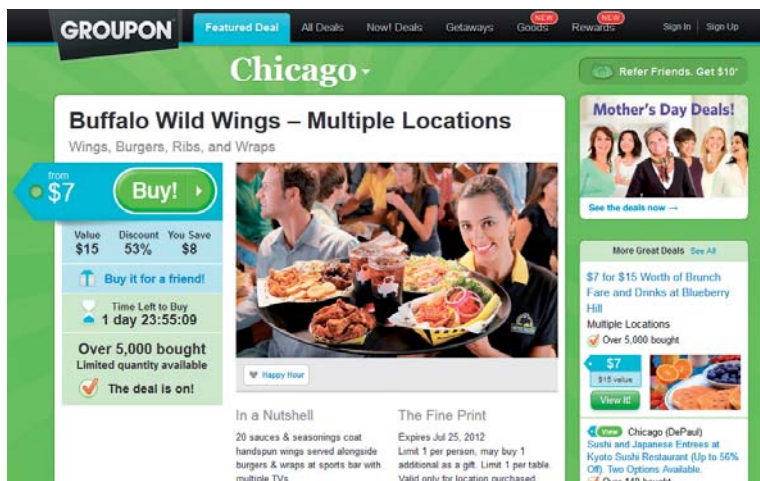 GROUPON
Featured Deal
All Deals
Now! Deals
Getaways
NEW
Goods
NEW
Rewards
Sign In
Sign Up
Chicago
Refer Friends. Get $10*
Buffalo Wild Wings – Multiple Locations
Wings, Burgers, Ribs, and Wraps
from
$7
Buy!
Value Discount You Save
$15 53% $8
Buy it for a friend!
Time Left to Buy
1 day 23:55:09
Over 5,000 bought
Limited quantity available
The deal is on!
Happy Hour
In a Nutshell
20 sauces & seasonings coat
handspun wings served alongside
burgers & wraps at sports bar with
multiple TVs
The Fine Print
Expires Jul 25, 2012
Limit 1 per person, may buy 1
additional as a gift. Limit 1 per table.
Valid only for location purchased
Mother's Day Deals!
See the deals now →
More Great Deals See All
$7 for $15 Worth of Brunch
Fare and Drinks at Blueberry
Hill
Multiple Locations
Over 5,000 bought
$7
$15 value
View It!
View Chicago (DePaul)
Sushi and Japanese Entrees at
Kyoto Sushi Restaurant (Up to 56%
Off). Two Options Available.
Over 140 bought